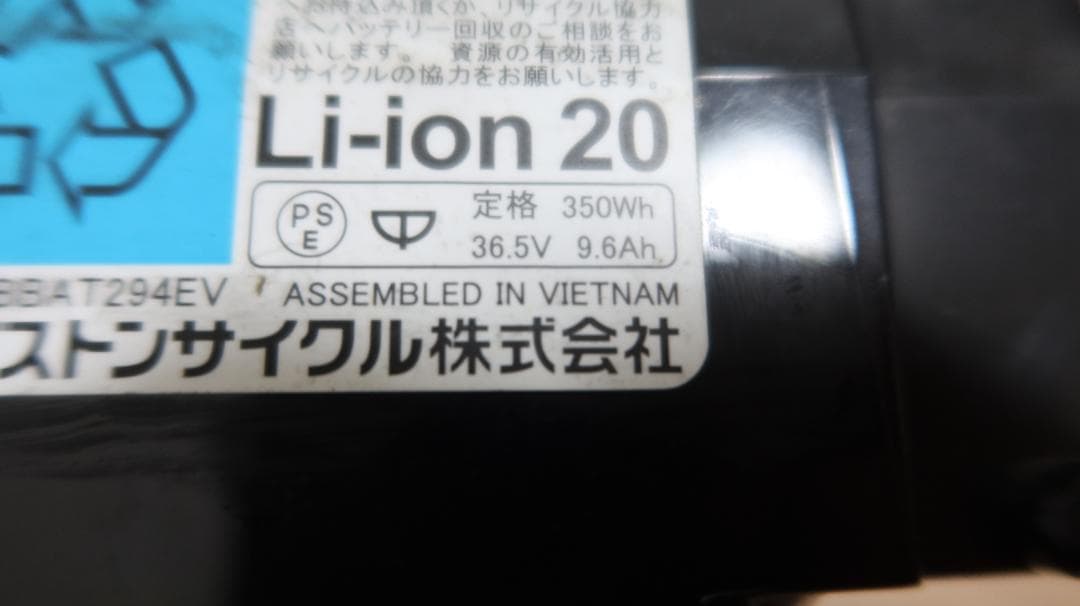 へお持込み頂くか、リサイクル協力
店へバッテリー回収のご相談をお
願いします。 資源の有効活用と
リサイクルの協力をお願いします。
Li-ion 20
PS
E
定格 350Wh
36.5V 9.6Ah
BBAT294EV ASSEMBLED IN VIETNAM
ストンサイクル株式会社